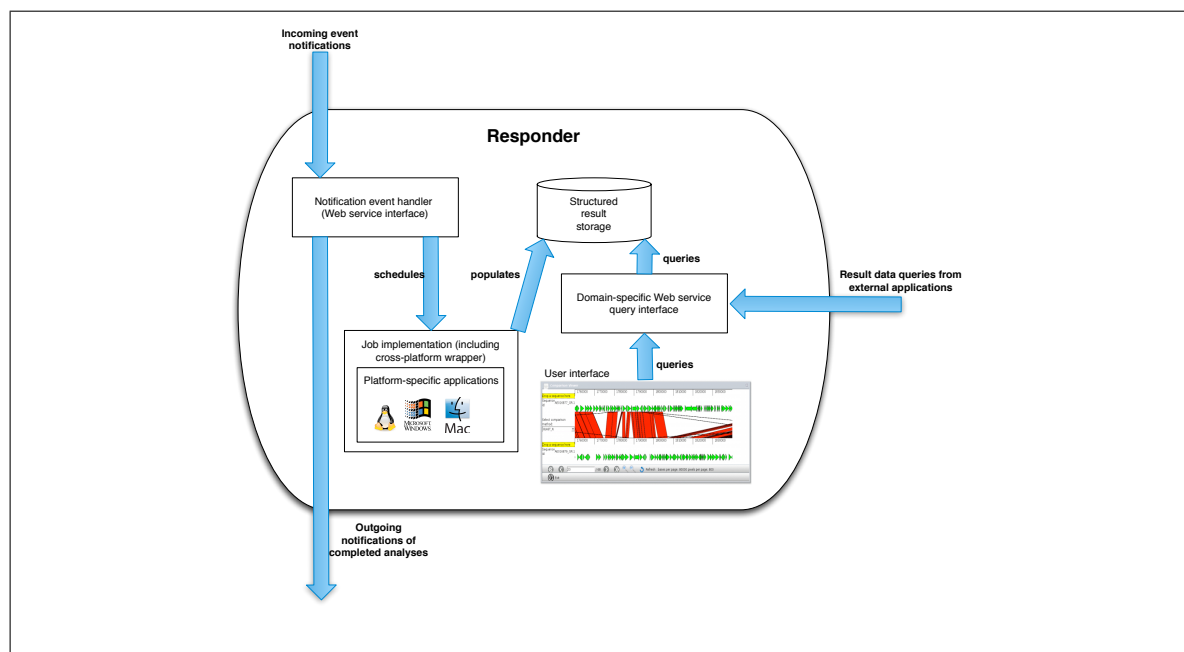 Incoming event
notifications
Responder
Notification event handler
(Web service interface)
Structured
result
storage
schedules
populates
queries
Domain-specific Web service
query interface
Result data queries from
external applications
Job implementation (including
cross-platform wrapper)
Platform-specific applications
MICROSOFT
WINDOWS
Mac
queries
User interface
Outgoing
notifications of
completed analyses